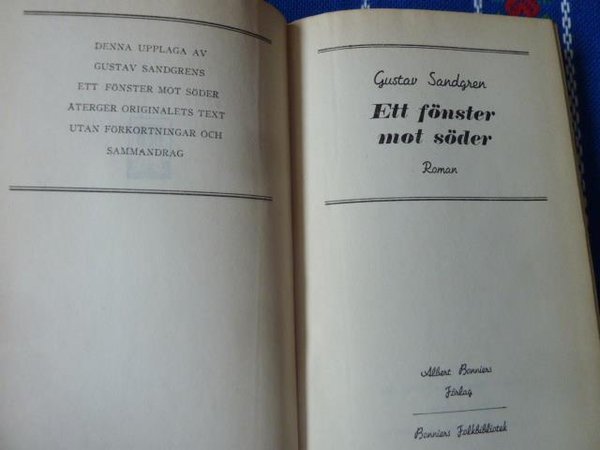 DENNA UPPLAGA AV
GUSTAV SANDGRENS
ETT FÖNSTER MOT SÖDER
ÅTERGER ORIGINALETS TEXT
UTAN FÖRKORTNINGAR OCH
SAMMANDRAG
Gustav Sandgren
Ett fönster
mot söder
Roman
Albert Bonniers
Förlag
Bonniers Folkbibliotek